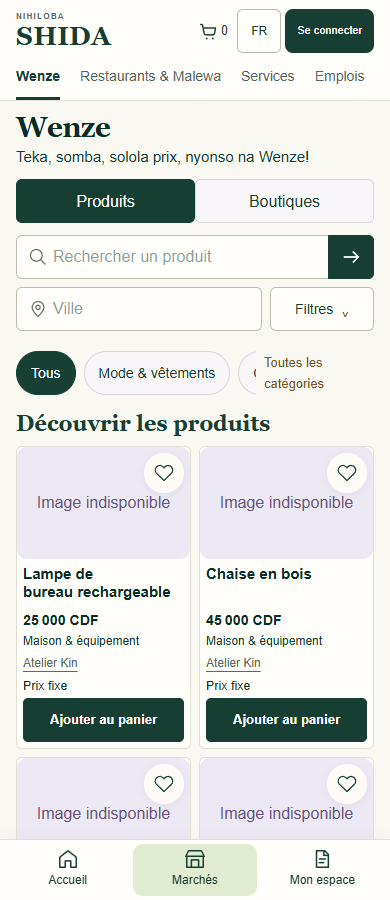 NIHILOBA
SHIDA
0
FR
Se connecter
Wenze
Restaurants & Malewa
Services
Emplois
Wenze
Teka, somba, solola prix, nyonso na Wenze!
Produits
Boutiques
Rechercher un produit
Ville
Filtres
Tous
Mode & vêtements
Toutes les
catégories
Découvrir les produits
Image indisponible
Image indisponible
Lampe de
bureau rechargeable
25 000 CDF
Maison & équipement
Atelier Kin
Prix fixe
Ajouter au panier
Chaise en bois
45 000 CDF
Maison & équipement
Atelier Kin
Prix fixe
Ajouter au panier
Image indisponible
Image indisponible
Accueil
Marchés
Mon espace